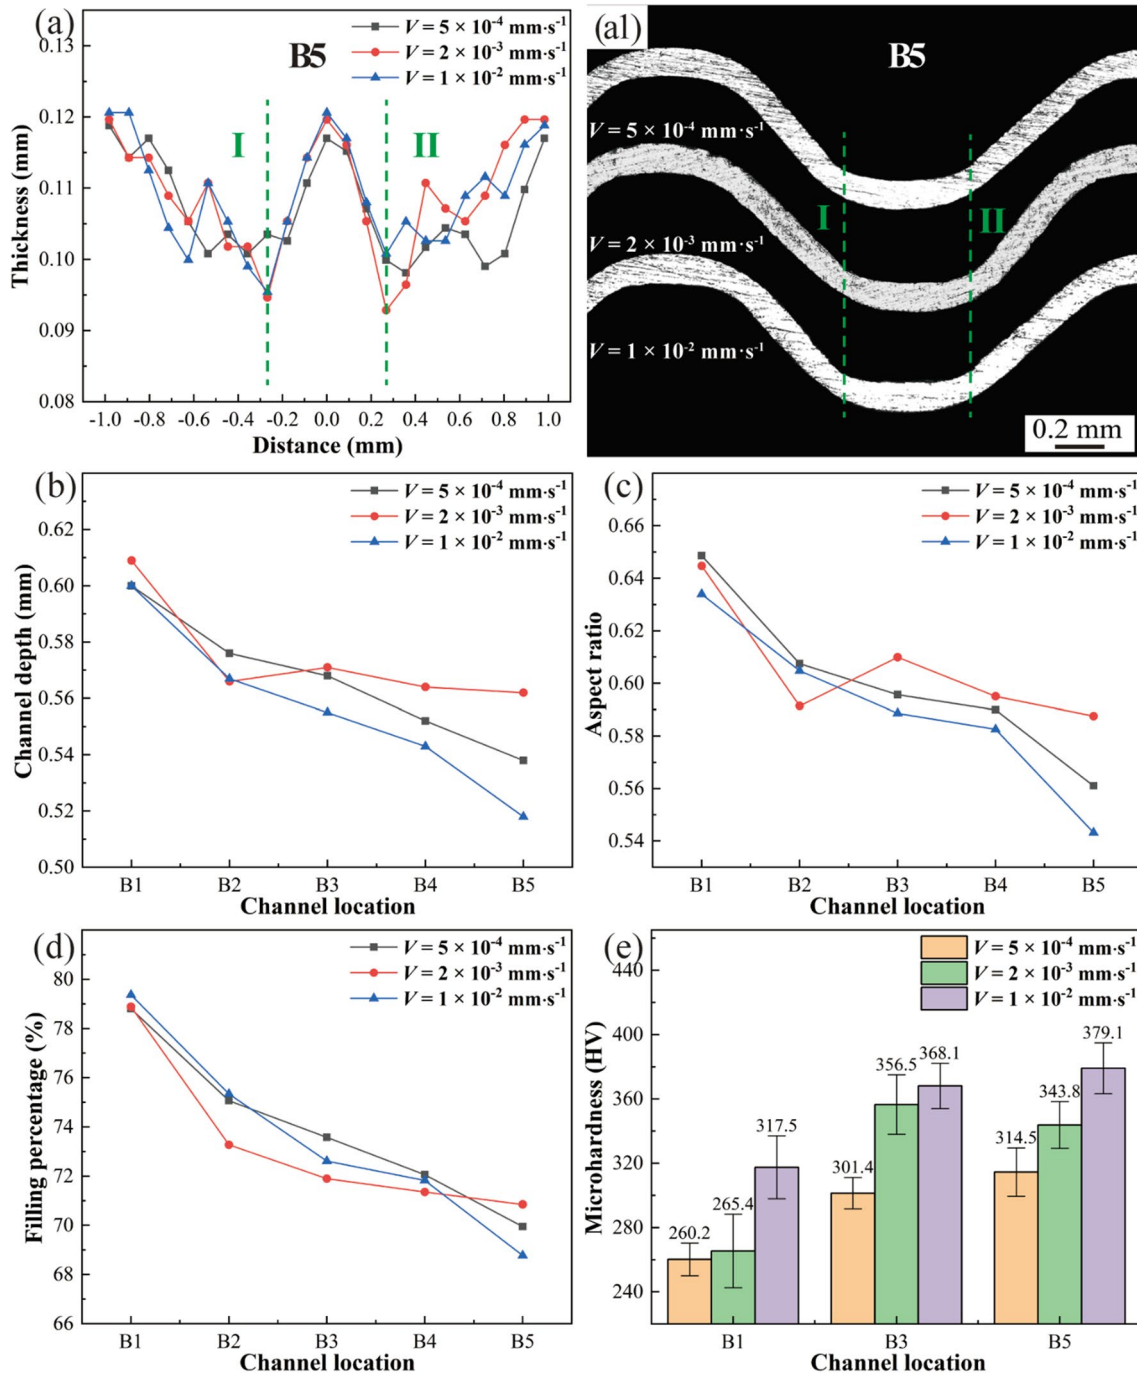 (a)
V = 5 × 10⁻⁴ mm·s⁻¹
V = 2 × 10⁻³ mm·s⁻¹
V = 1 × 10⁻² mm·s⁻¹
B5
I
II
0.13
0.12
0.11
0.10
0.09
0.08
Thickness (mm)
-1.0 -0.8 -0.6 -0.4 -0.2 0.0 0.2 0.4 0.6 0.8 1.0
Distance (mm)
(a1)
B5
V = 5 × 10⁻⁴ mm·s⁻¹
I
II
V = 2 × 10⁻³ mm·s⁻¹
V = 1 × 10⁻² mm·s⁻¹
0.2 mm
(b)
V = 5 × 10⁻⁴ mm·s⁻¹
V = 2 × 10⁻³ mm·s⁻¹
V = 1 × 10⁻² mm·s⁻¹
0.62
0.60
0.58
0.56
0.54
0.52
0.50
Channel depth (mm)
B1 B2 B3 B4 B5
Channel location
(c)
V = 5 × 10⁻⁴ mm·s⁻¹
V = 2 × 10⁻³ mm·s⁻¹
V = 1 × 10⁻² mm·s⁻¹
0.66
0.64
0.62
0.60
0.58
0.56
0.54
Aspect ratio
B1 B2 B3 B4 B5
Channel location
(d)
V = 5 × 10⁻⁴ mm·s⁻¹
V = 2 × 10⁻³ mm·s⁻¹
V = 1 × 10⁻² mm·s⁻¹
80
78
76
74
72
70
68
66
Filling percentage (%)
B1 B2 B3 B4 B5
Channel location
(e)
V = 5 × 10⁻⁴ mm·s⁻¹
V = 2 × 10⁻³ mm·s⁻¹
V = 1 × 10⁻² mm·s⁻¹
440
400
360
320
280
240
Microhardness (HV)
260.2 265.4 317.5
301.4 356.5 368.1
314.5 343.8 379.1
B1 B3 B5
Channel location